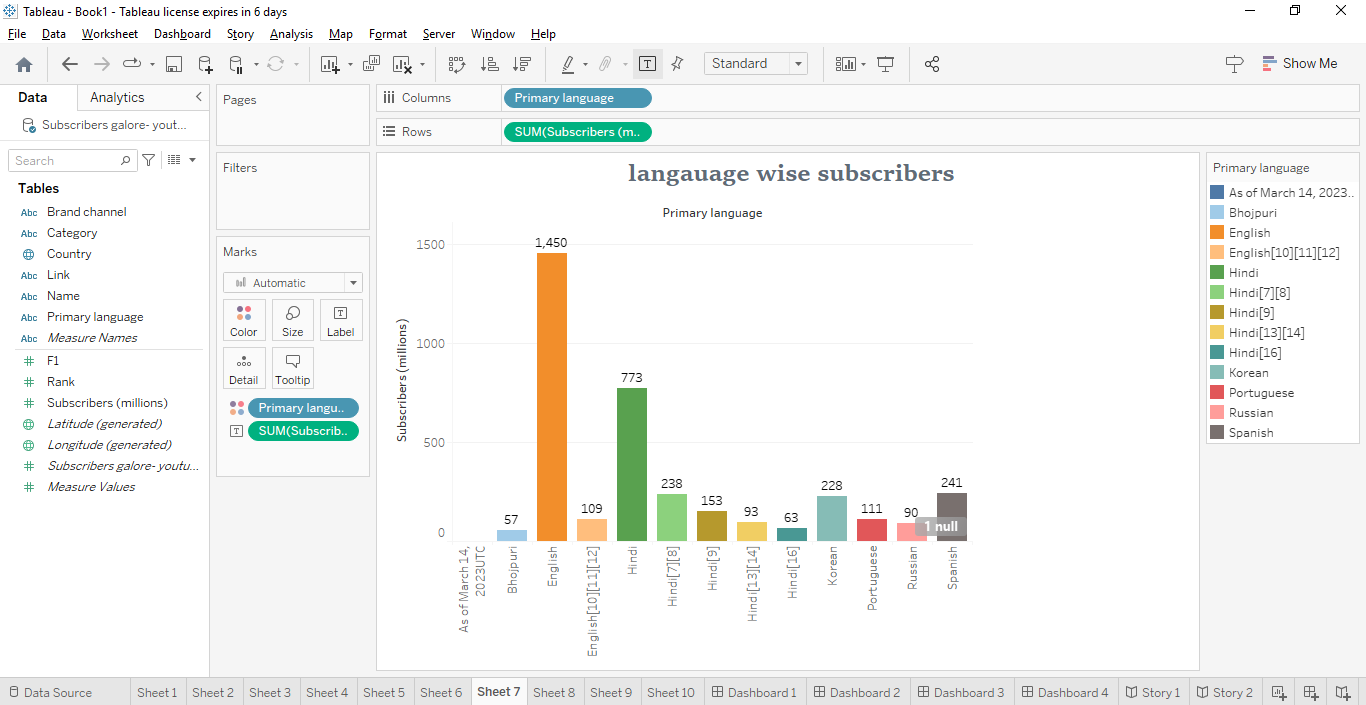 Tableau - Book1 - Tableau license expires in 6 days
File Data Worksheet Dashboard Story Analysis Map Format Server Window Help
Standard
Show Me
Data Analytics
Subscribers galore- yout...
Search
Tables
Abc Brand channel
Abc Category
Country
Abc Link
Abc Name
Abc Primary language
Abc Measure Names
F1
Rank
Subscribers (millions)
Latitude (generated)
Longitude (generated)
Subscribers galore- youtu...
Measure Values
Pages
Filters
Marks
Automatic
Color Size Label
Detail Tooltip
Primary langu..
SUM(Subscrib..
Columns Primary language
Rows SUM(Subscribers (m..
langauage wise subscribers
Primary language
Subscribers (millions)
1500
1000
500
0
57
1,450
109
773
238
153
93
63
228
111
90
241
1 null
As of March 14,
2023UTC
Bhojpuri
English
English[10][11][12]
Hindi
Hindi[7][8]
Hindi[9]
Hindi[13][14]
Hindi[16]
Korean
Portuguese
Russian
Spanish
Primary language
As of March 14, 2023..
Bhojpuri
English
English[10][11][12]
Hindi
Hindi[7][8]
Hindi[9]
Hindi[13][14]
Hindi[16]
Korean
Portuguese
Russian
Spanish
Data Source Sheet 1 Sheet 2 Sheet 3 Sheet 4 Sheet 5 Sheet 6 Sheet 7 Sheet 8 Sheet 9 Sheet 10 Dashboard 1 Dashboard 2 Dashboard 3 Dashboard 4 Story 1 Story 2